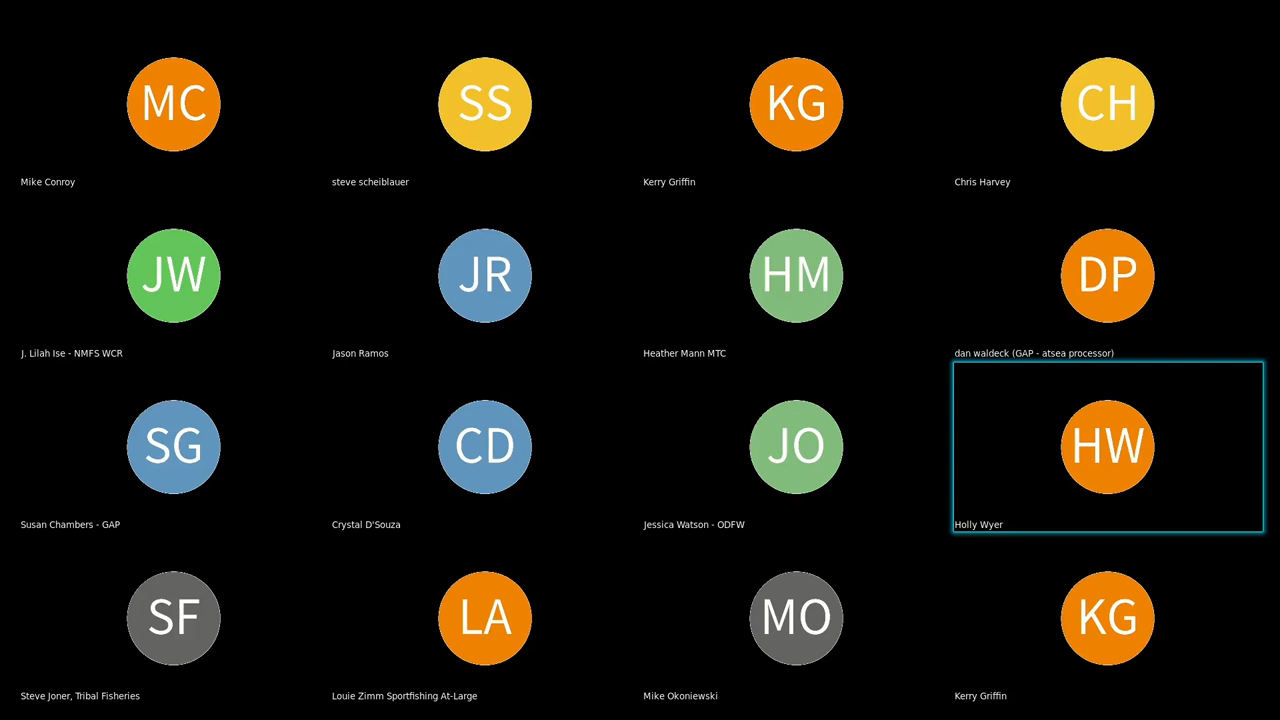 MC
SS
KG
CH
Mike Conroy
steve scheiblauer
Kerry Griffin
Chris Harvey
JW
JR
HM
DP
J. Lilah Ise - NMFS WCR
Jason Ramos
Heather Mann MTC
dan waldeck (GAP - atsea processor)
SG
CD
JO
HW
Susan Chambers - GAP
Crystal D'Souza
Jessica Watson - ODFW
Holly Wyer
SF
LA
MO
KG
Steve Joner, Tribal Fisheries
Louie Zimm Sportfishing At-Large
Mike Okoniewski
Kerry Griffin